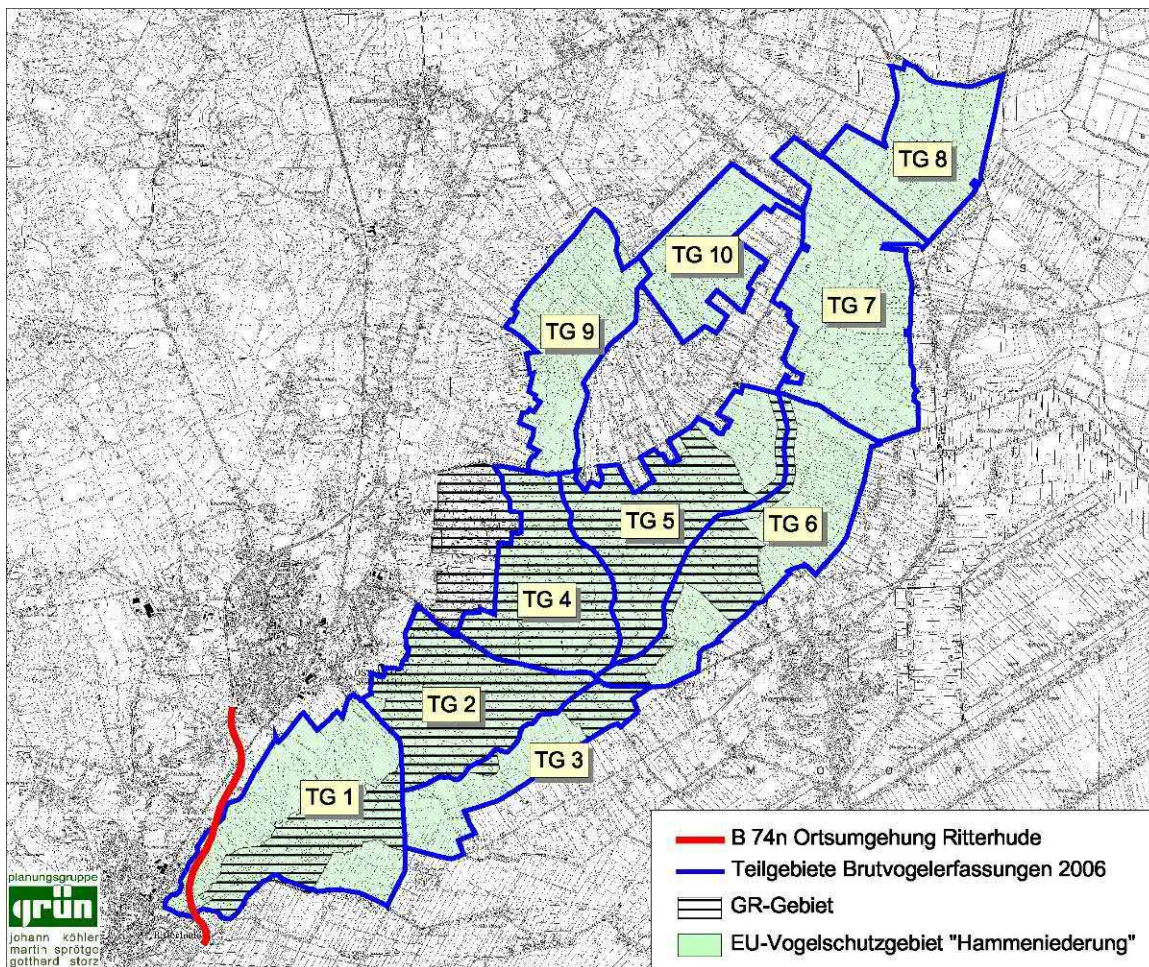 TG 8
TG 10
TG 7
TG 9
TG 5
TG 6
TG 4
TG 2
TG 3
TG 1
B 74n Ortsumgehung Ritterhude
Teilgebiete Brutvogelerfassungen 2006
GR-Gebiet
EU-Vogelschutzgebiet "Hammeniederung"
planungsgruppe
grün
johann köhler
martin sprötge
gotthard storz